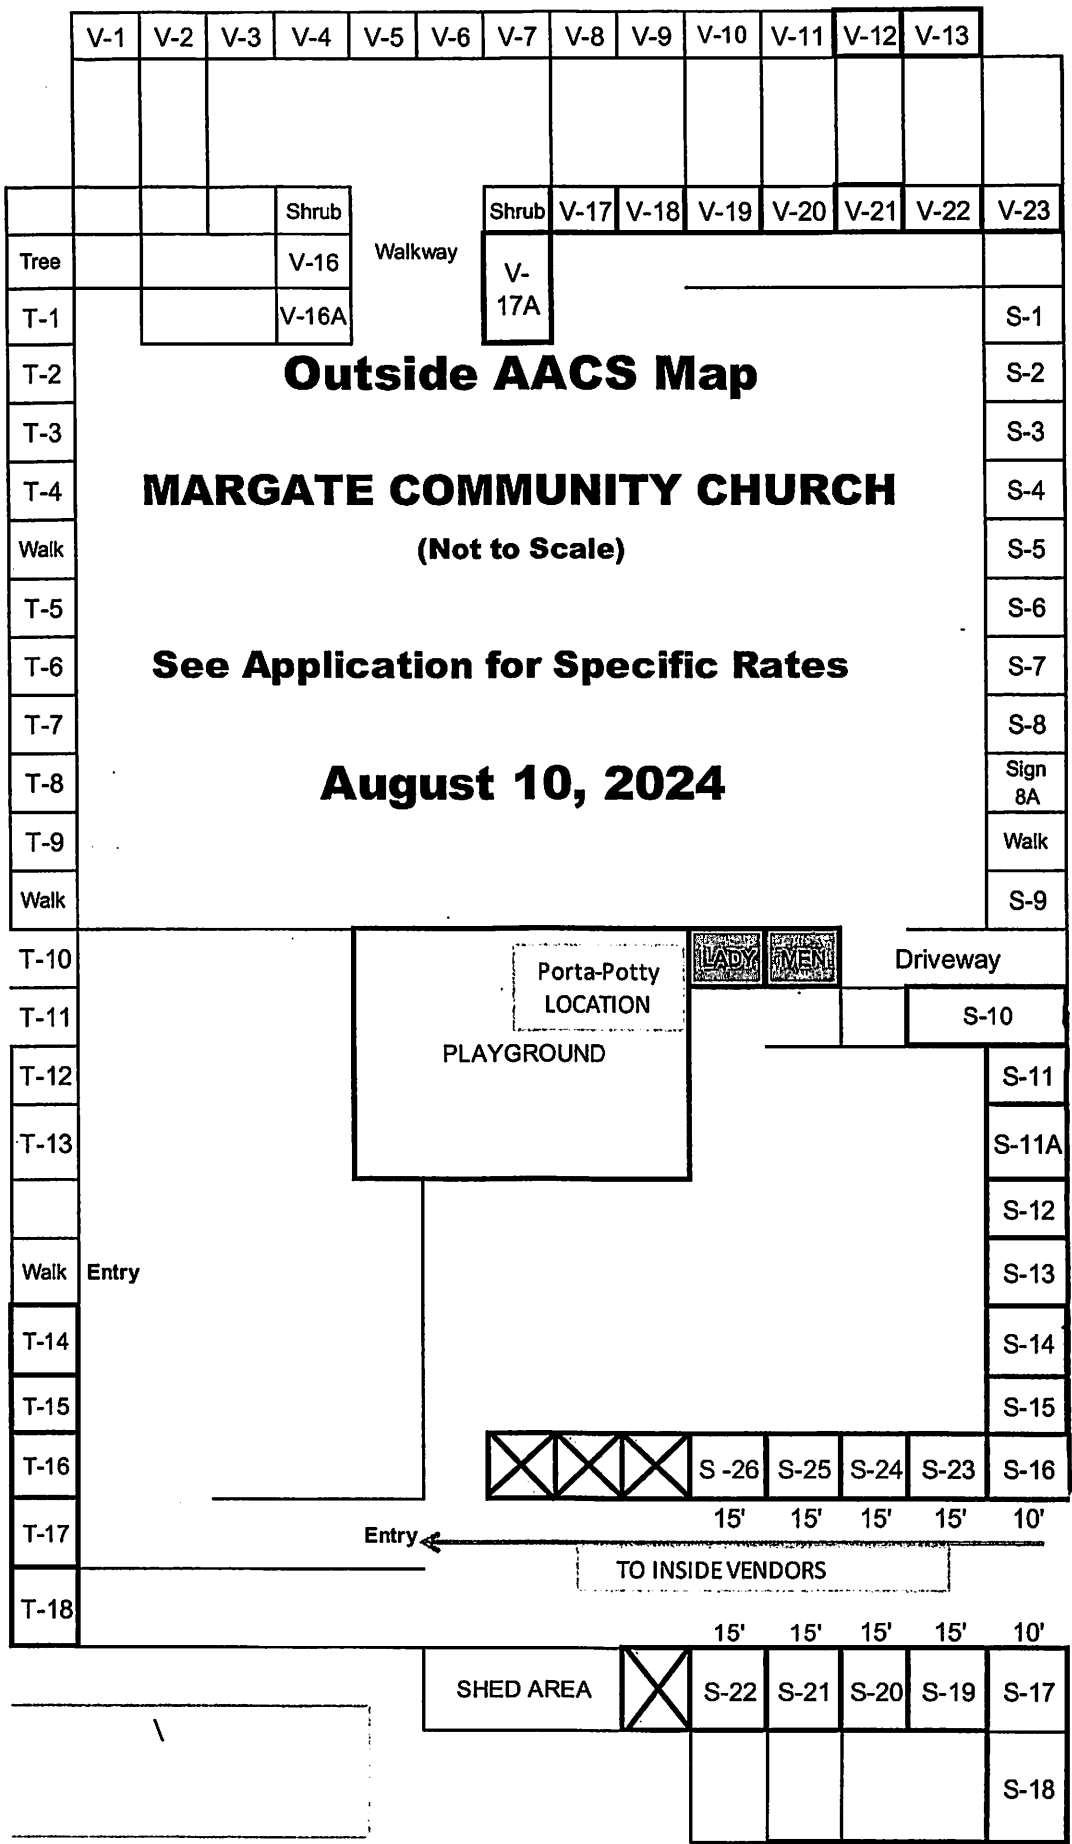 V-1 V-2 V-3 V-4 V-5 V-6 V-7 V-8 V-9 V-10 V-11 V-12 V-13
Shrub Shrub V-17 V-18 V-19 V-20 V-21 V-22 V-23
Tree V-16 Walkway V-
17A
T-1 V-16A S-1
T-2 Outside AACS Map S-2
T-3 S-3
T-4 MARGATE COMMUNITY CHURCH S-4
Walk (Not to Scale) S-5
T-5 S-6
T-6 See Application for Specific Rates S-7
T-7 S-8
T-8 August 10, 2024 Sign
8A
T-9 Walk
Walk S-9
T-10 Porta-Potty LADY MEN Driveway
LOCATION
T-11 S-10
PLAYGROUND
T-12 S-11
T-13 S-11A
S-12
Walk Entry S-13
T-14 S-14
T-15 S-15
T-16 S -26 S-25 S-24 S-23 S-16
15' 15' 15' 15' 10'
T-17 Entry
TO INSIDE VENDORS
T-18
15' 15' 15' 15' 10'
SHED AREA S-22 S-21 S-20 S-19 S-17
\
S-18